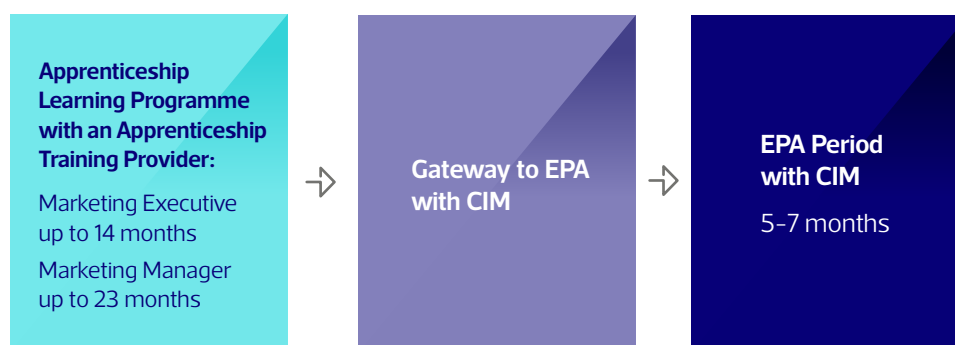 Apprenticeship
Learning Programme
with an Apprenticeship
Training Provider:
Marketing Executive
up to 14 months
Marketing Manager
up to 23 months
Gateway to EPA
with CIM
EPA Period
with CIM
5–7 months